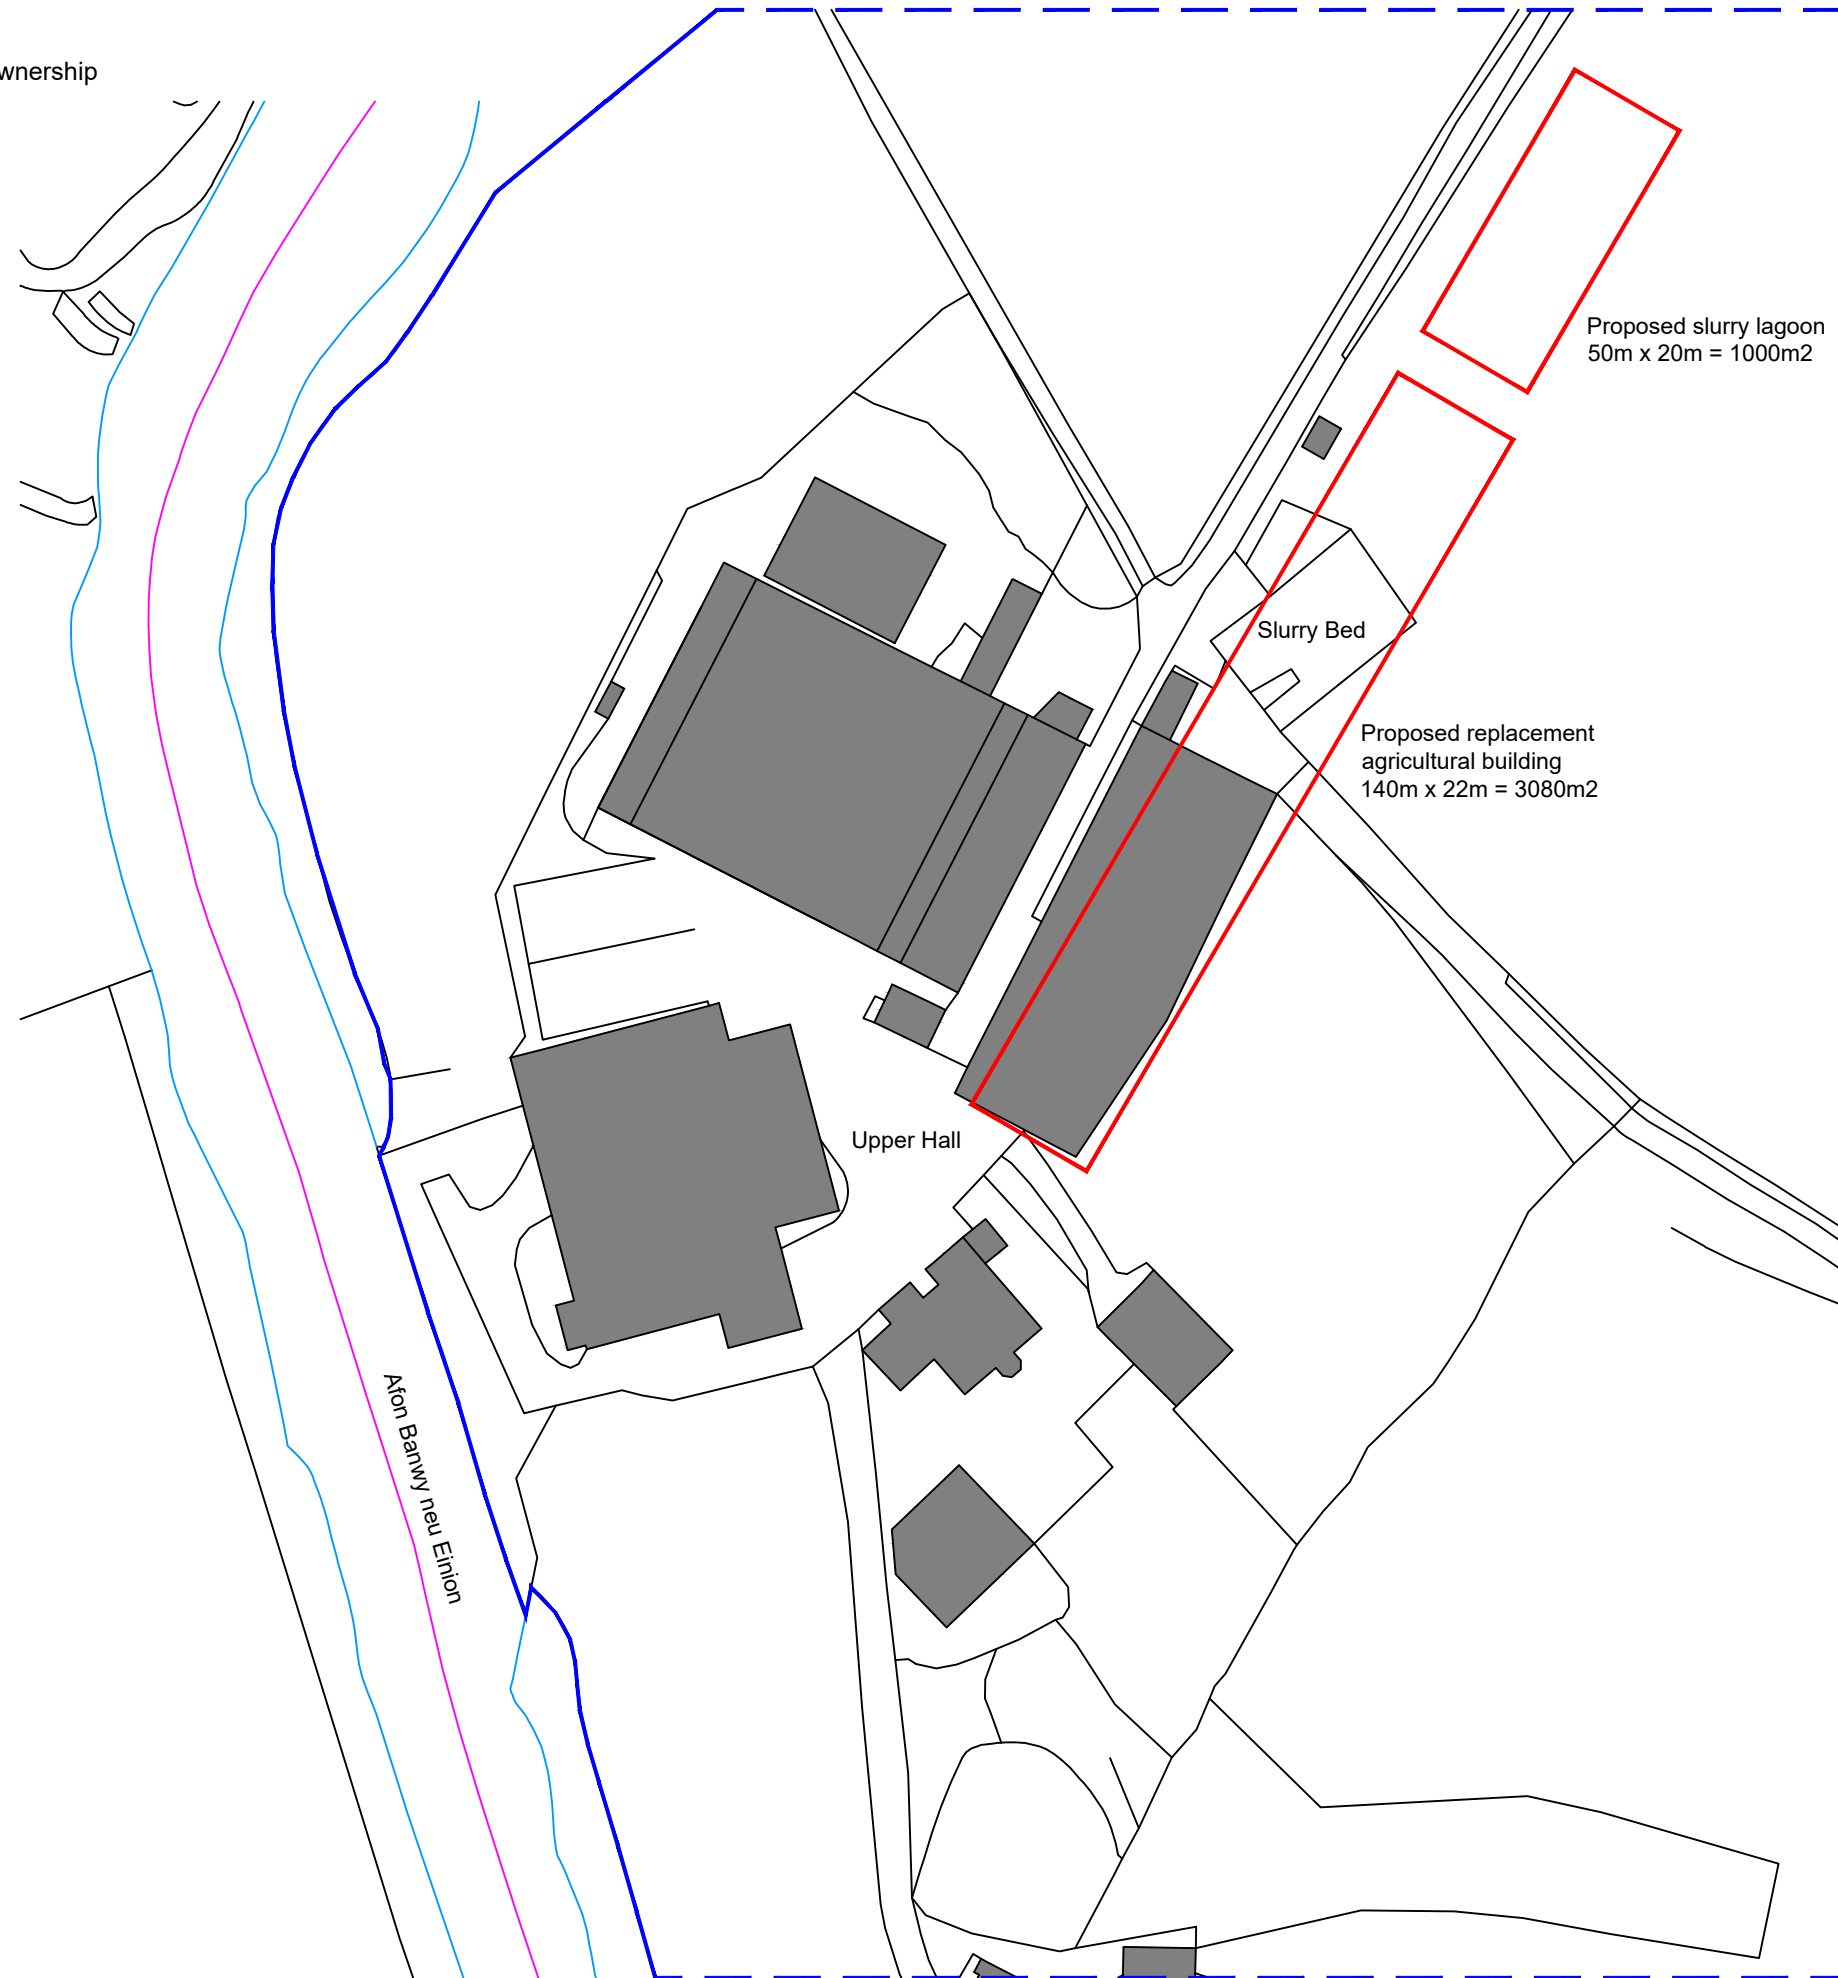 wnership
Proposed slurry lagoon
50m x 20m = 1000m2
Slurry Bed
Proposed replacement
agricultural building
140m x 22m = 3080m2
Upper Hall
Afon Banwy neu Einion